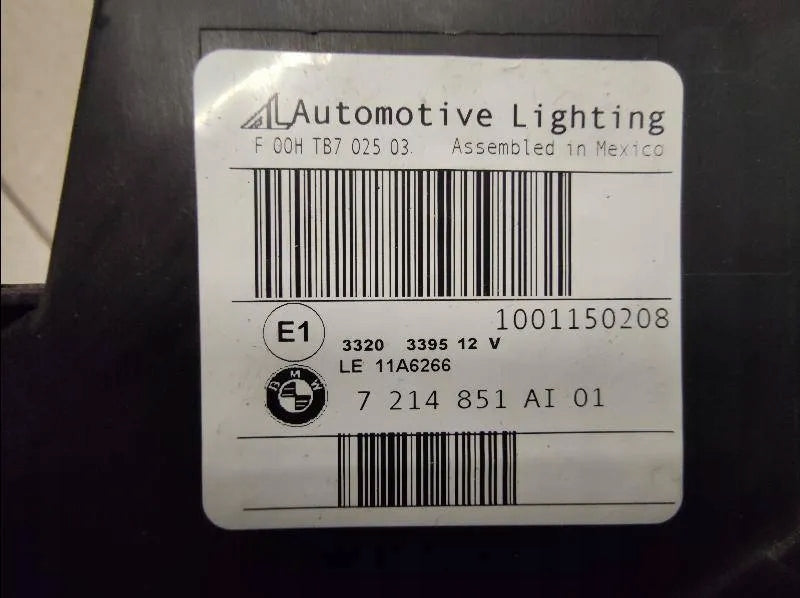 AL Automotive Lighting
F 00H TB7 025 03 Assembled in Mexico
1001150208
E1
3320 3395 12 V
LE 11A6266
BMW
7 214 851 AI 01